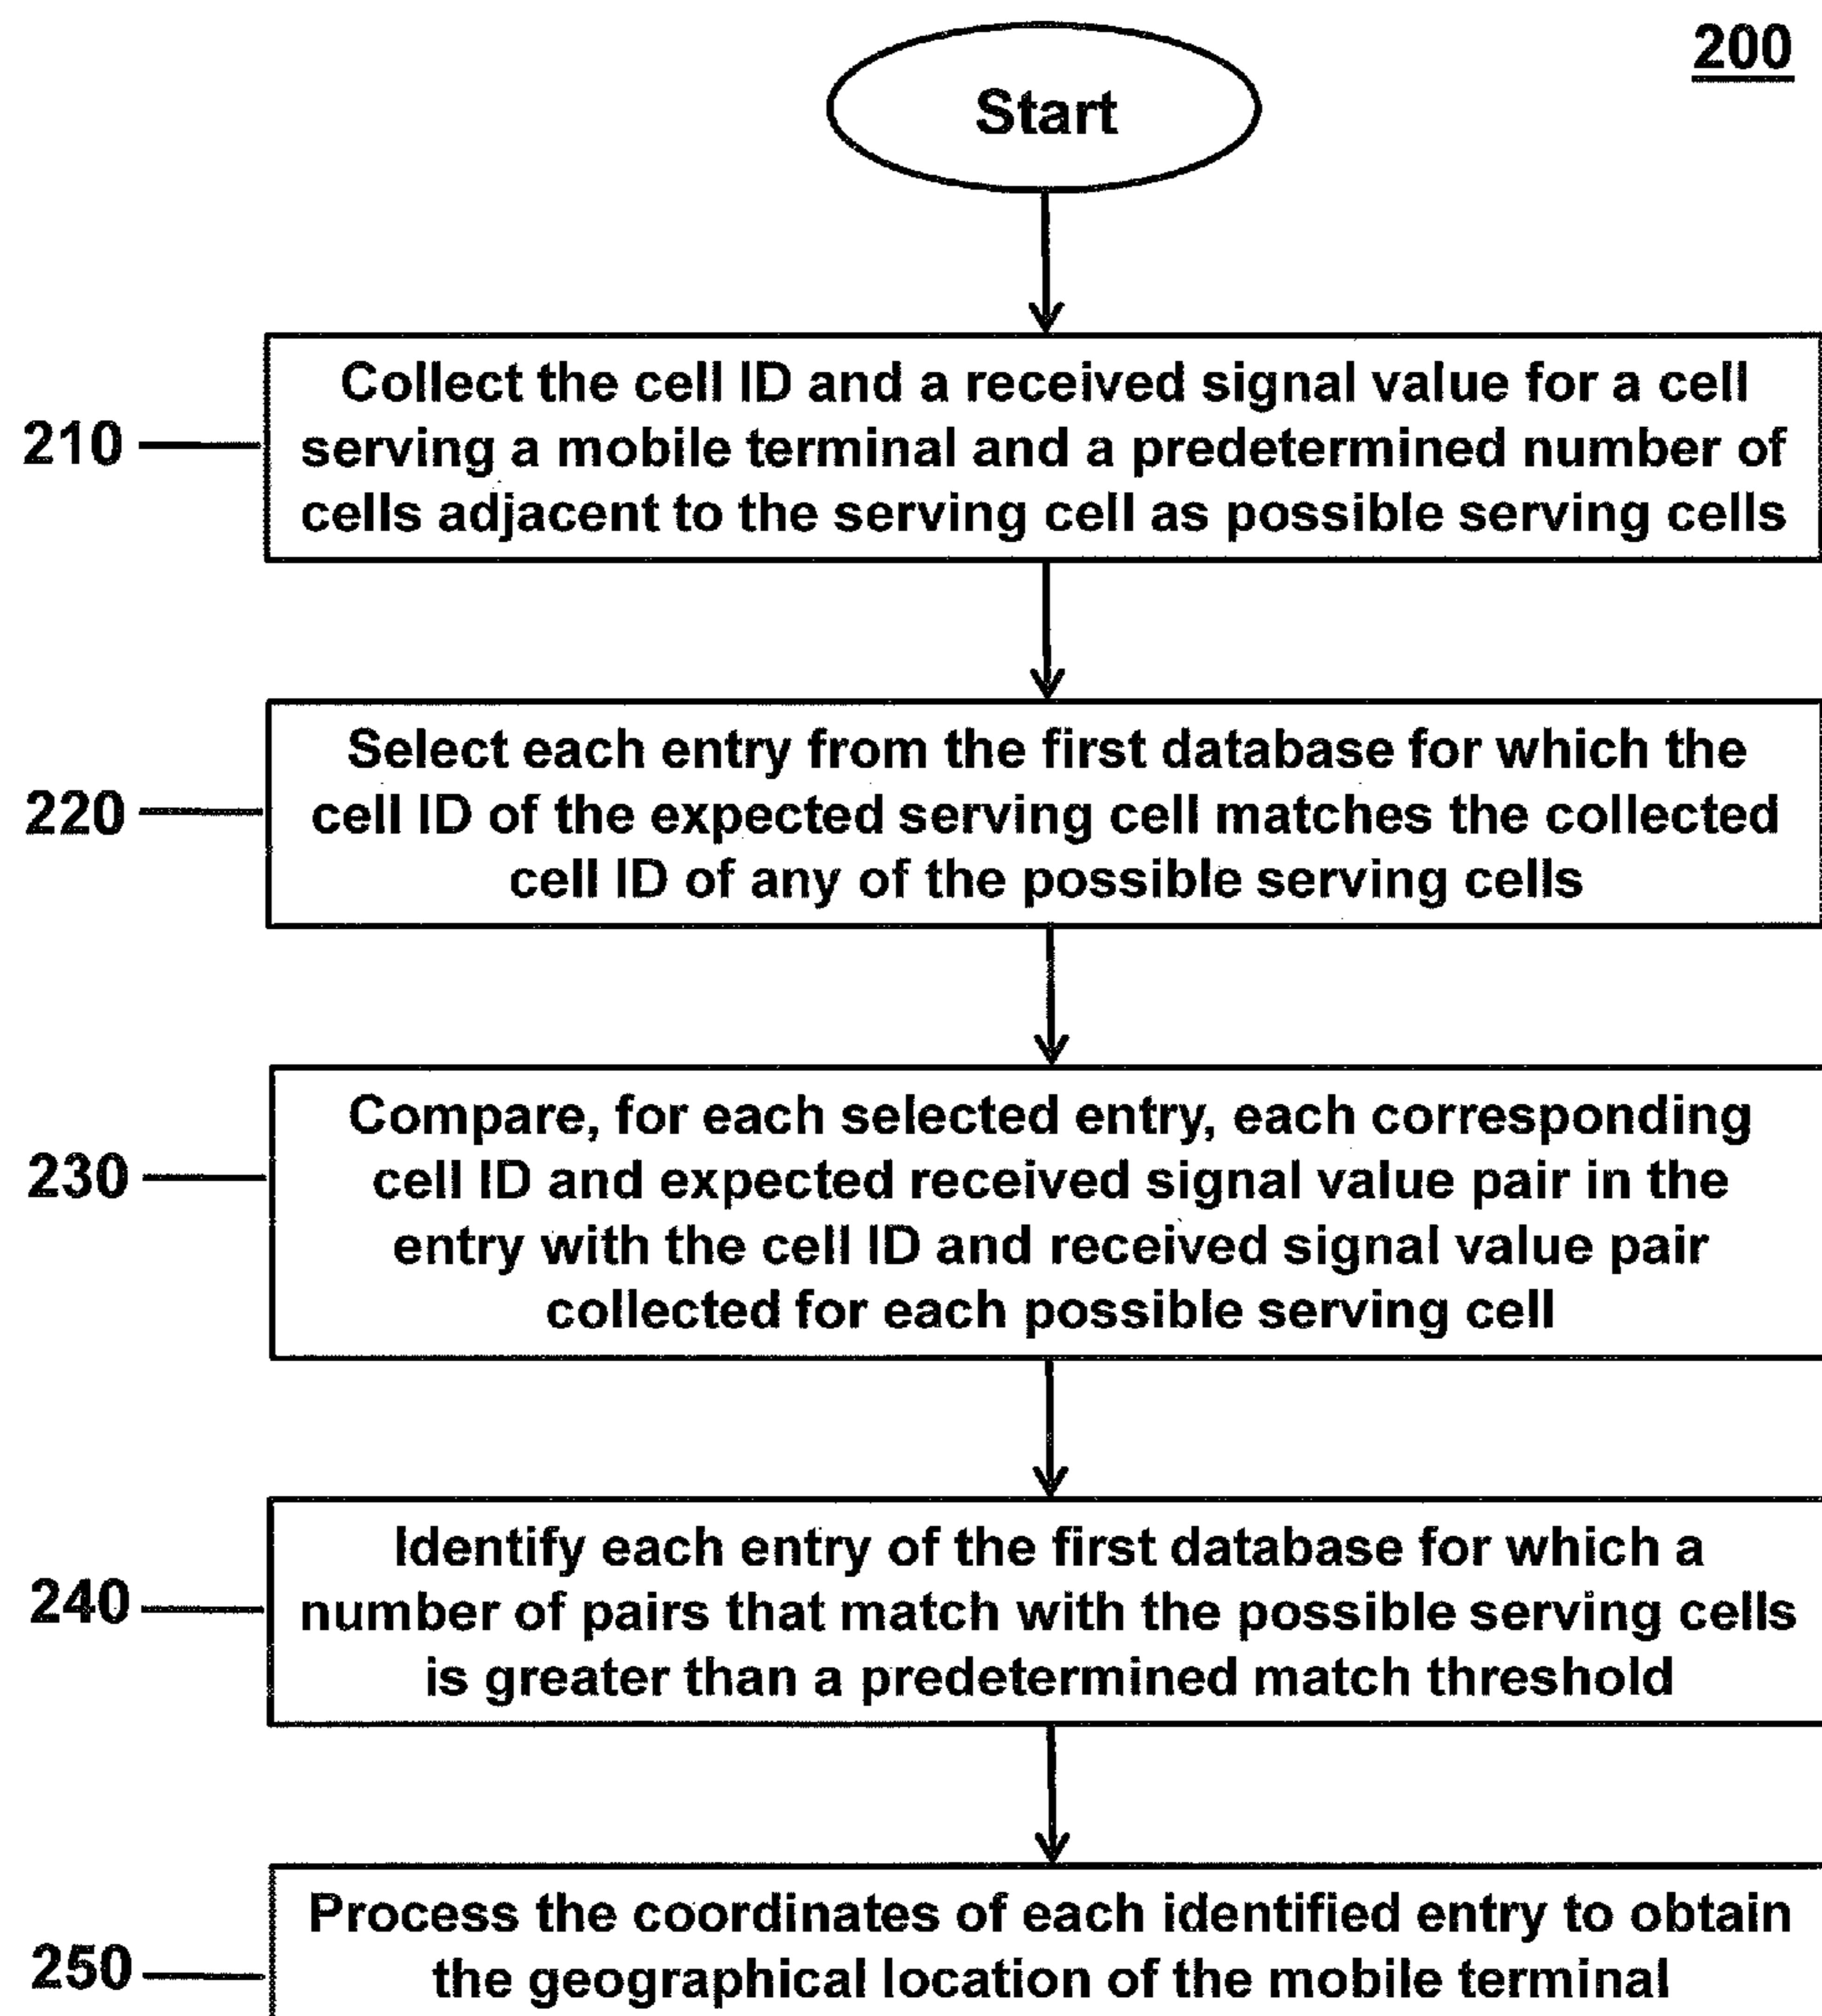 200
Start
210
Collect the cell ID and a received signal value for a cell
serving a mobile terminal and a predetermined number of
cells adjacent to the serving cell as possible serving cells
220
Select each entry from the first database for which the
cell ID of the expected serving cell matches the collected
cell ID of any of the possible serving cells
230
Compare, for each selected entry, each corresponding
cell ID and expected received signal value pair in the
entry with the cell ID and received signal value pair
collected for each possible serving cell
240
Identify each entry of the first database for which a
number of pairs that match with the possible serving cells
is greater than a predetermined match threshold
250
Process the coordinates of each identified entry to obtain
the geographical location of the mobile terminal